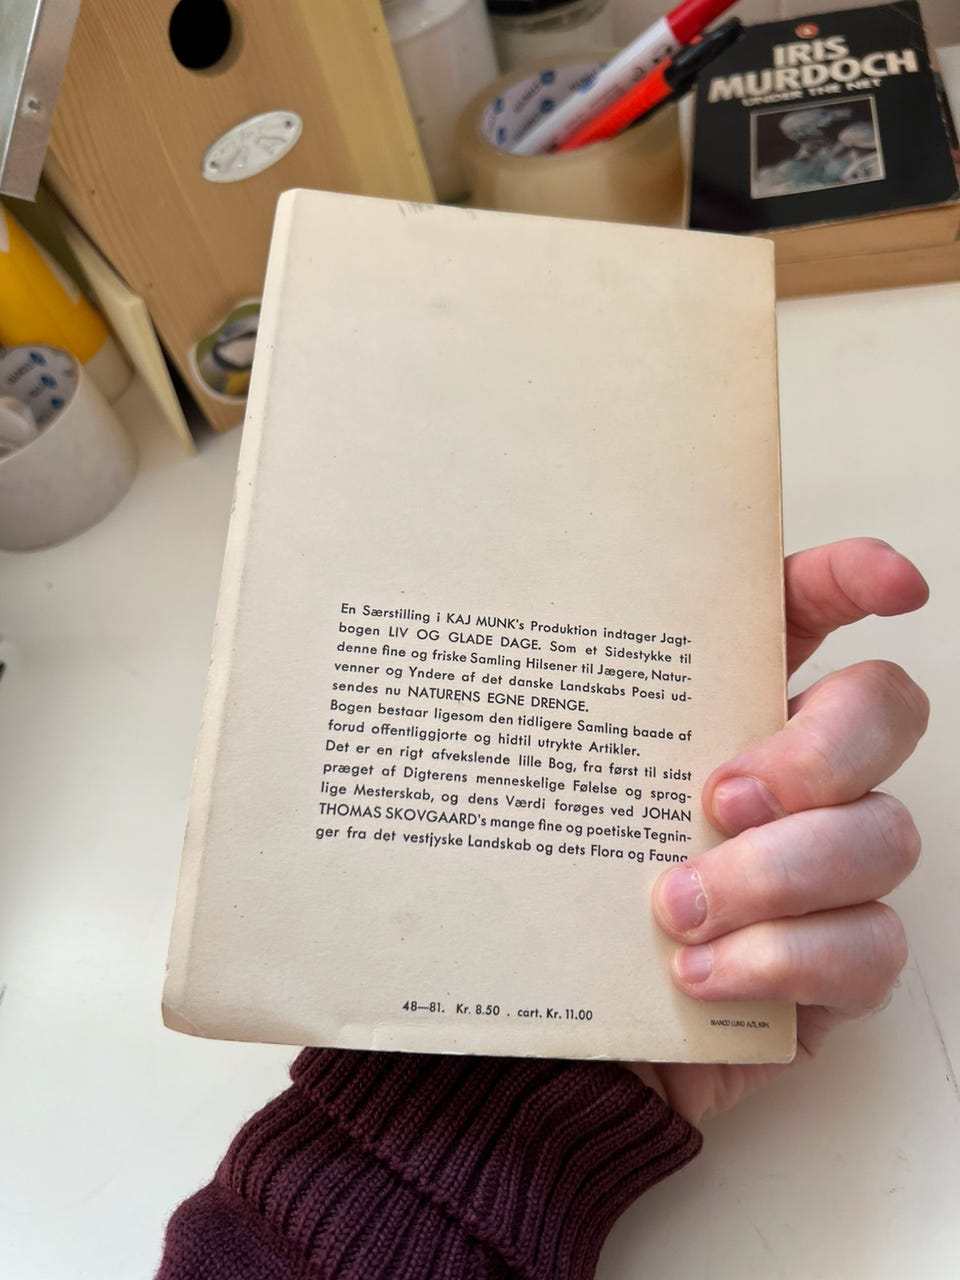 IRIS
MURDOCH
UNDER THE NET
En Særstilling i KAJ MUNK's Produktion indtager Jagt-
bogen LIV OG GLADE DAGE. Som et Sidestykke til
denne fine og friske Samling Hilsener til Jægere, Natur-
venner og Yndere af det danske Landskabs Poesi ud-
sendes nu NATURENS EGNE DRENGE.
Bogen bestaar ligesom den tidligere Samling baade af
forud offentliggjorte og hidtil utrykte Artikler.
Det er en rigt afvekslende lille Bog, fra først til sidst
præget af Digterens menneskelige Følelse og sprog-
lige Mesterskab, og dens Værdi forøges ved JOHAN
THOMAS SKOVGAARD's mange fine og poetiske Tegnin-
ger fra det vestjyske Landskab og dets Flora og Fauna
48—81. Kr. 8.50 . cart. Kr. 11.00
BIANCO LUNO A/S, KBH.